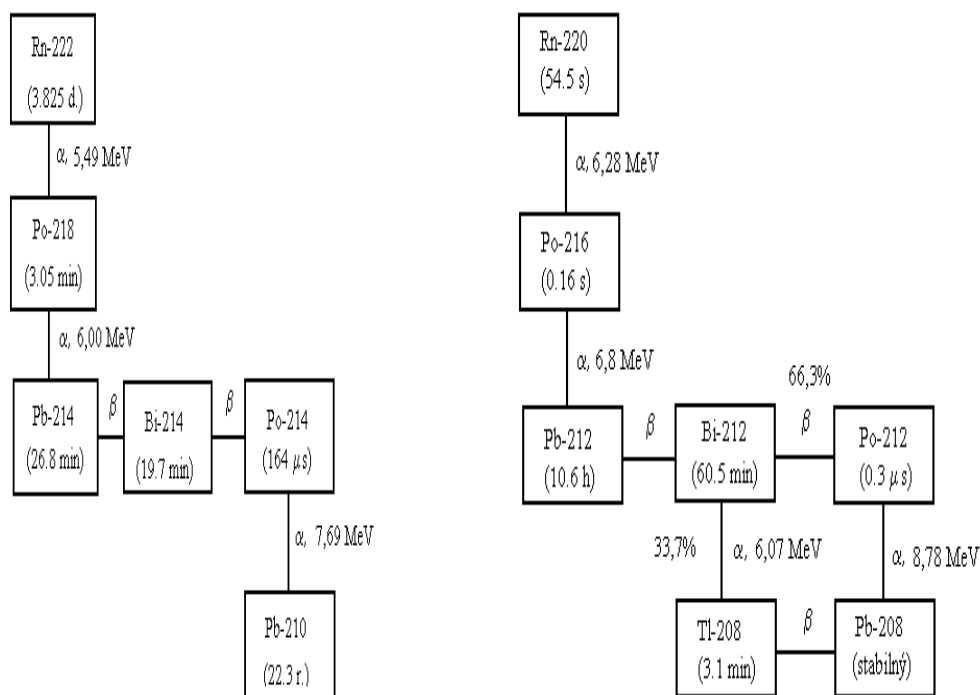 Rn-222
(3.825 d.)
α, 5,49 MeV
Po-218
(3.05 min)
α, 6,00 MeV
Pb-214
(26.8 min)
β
Bi-214
(19.7 min)
β
Po-214
(164 μs)
α, 7,69 MeV
Pb-210
(22.3 r.)
Rn-220
(54.5 s)
α, 6,28 MeV
Po-216
(0.16 s)
α, 6,8 MeV
Pb-212
(10.6 h)
β
Bi-212
(60.5 min)
66,3%
β
Po-212
(0.3 μs)
33,7%
α, 6,07 MeV
α, 8,78 MeV
Tl-208
(3.1 min)
β
Pb-208
(stabilný)